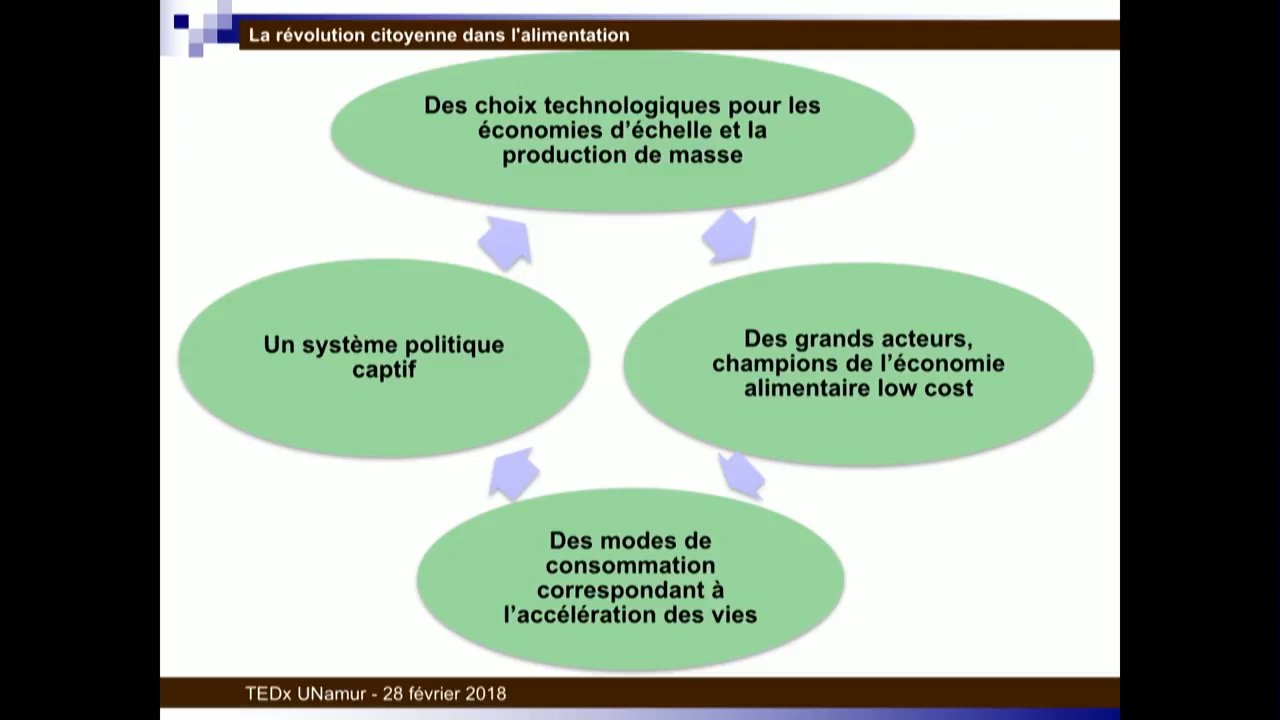 La révolution citoyenne dans l'alimentation
Des choix technologiques pour les
économies d’échelle et la
production de masse
Un système politique
captif
Des grands acteurs,
champions de l’économie
alimentaire low cost
Des modes de
consommation
correspondant à
l’accélération des vies
TEDx UNamur - 28 février 2018